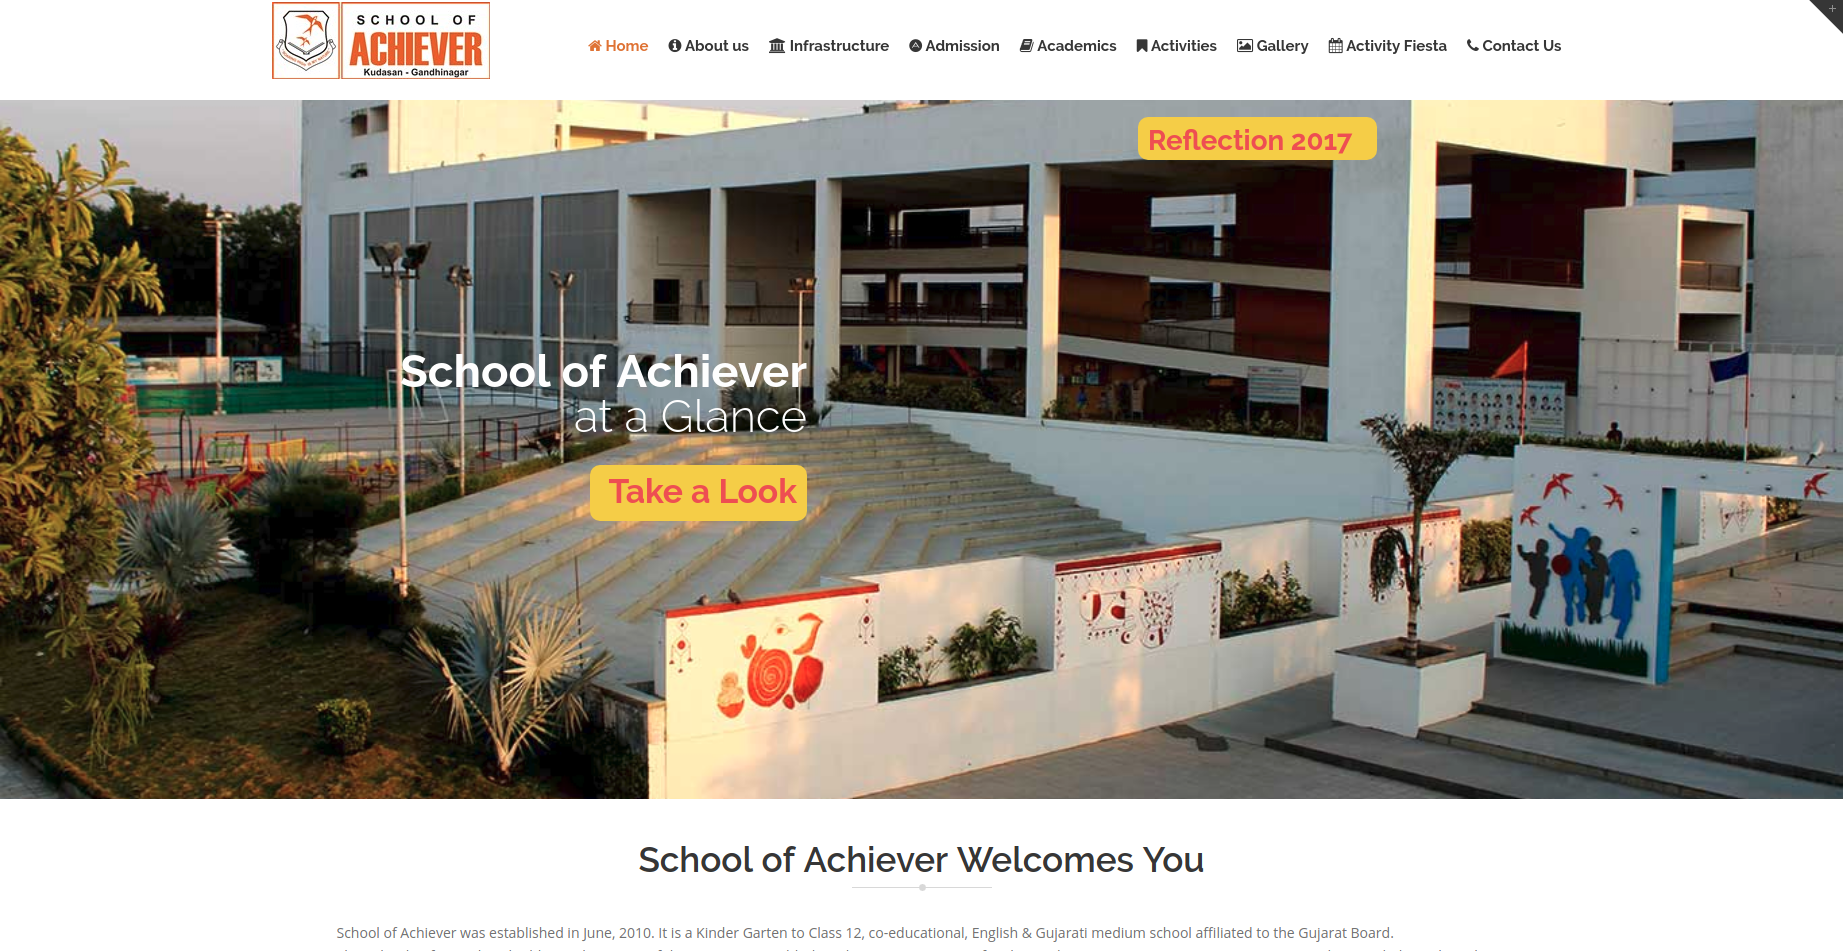 SCHOOL OF
ACHIEVER
Kudasan - Gandhinagar
Home About us Infrastructure Admission Academics Activities Gallery Activity Fiesta Contact Us
Reflection 2017
School of Achiever
at a Glance
Take a Look
School of Achiever Welcomes You
School of Achiever was established in June, 2010. It is a Kinder Garten to Class 12, co-educational, English & Gujarati medium school affiliated to the Gujarat Board.